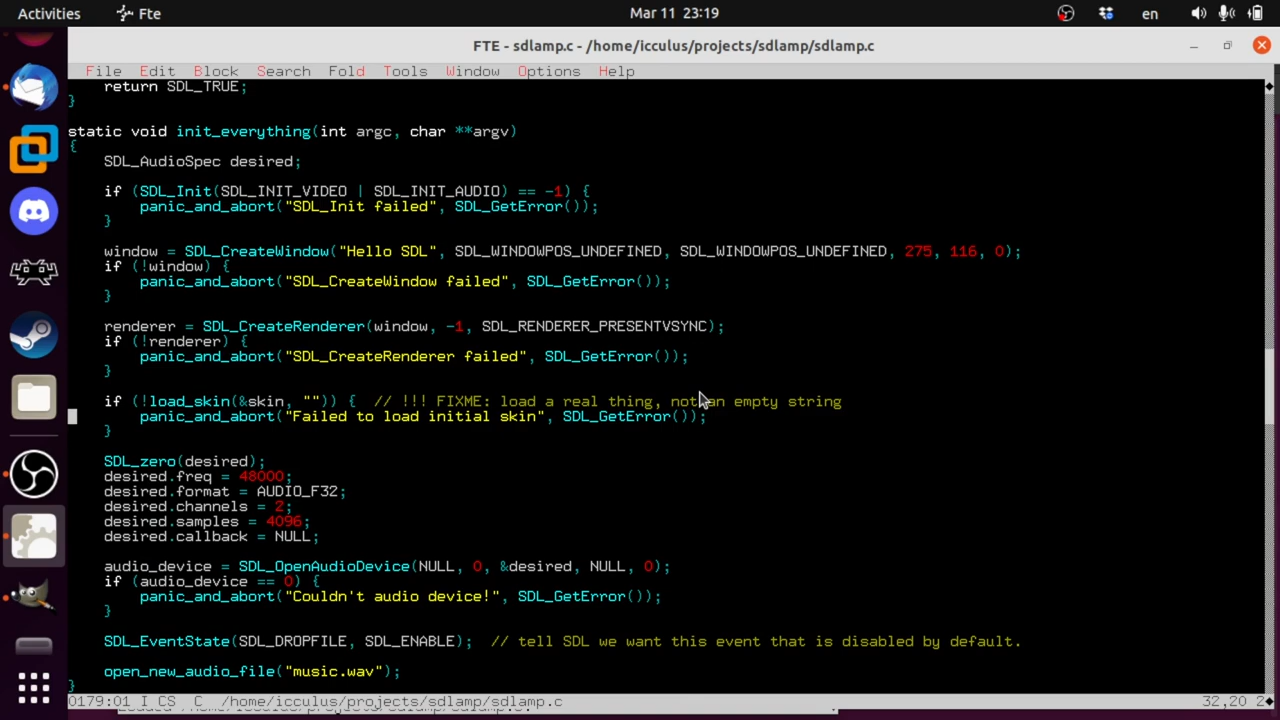 Activities
Fte
Mar 11 23:19
en
FTE - sdlamp.c - /home/icculus/projects/sdlamp/sdlamp.c
File Edit Block Search Fold Tools Window Options Help
return SDL_TRUE;
}
static void init_everything(int argc, char **argv)
{
SDL_AudioSpec desired;
if (SDL_Init(SDL_INIT_VIDEO | SDL_INIT_AUDIO) == -1) {
panic_and_abort("SDL_Init failed", SDL_GetError());
}
window = SDL_CreateWindow("Hello SDL", SDL_WINDOWPOS_UNDEFINED, SDL_WINDOWPOS_UNDEFINED, 275, 116, 0);
if (!window) {
panic_and_abort("SDL_CreateWindow failed", SDL_GetError());
}
renderer = SDL_CreateRenderer(window, -1, SDL_RENDERER_PRESENTVSYNC);
if (!renderer) {
panic_and_abort("SDL_CreateRenderer failed", SDL_GetError());
}
if (!load_skin(&skin, "")) { // !!! FIXME: load a real thing, not an empty string
panic_and_abort("Failed to load initial skin", SDL_GetError());
}
SDL_zero(desired);
desired.freq = 48000;
desired.format = AUDIO_F32;
desired.channels = 2;
desired.samples = 4096;
desired.callback = NULL;
audio_device = SDL_OpenAudioDevice(NULL, 0, &desired, NULL, 0);
if (audio_device == 0) {
panic_and_abort("Couldn't audio device!", SDL_GetError());
}
SDL_EventState(SDL_DROPFILE, SDL_ENABLE); // tell SDL we want this event that is disabled by default.
open_new_audio_file("music.wav");
}
0179:01 I CS C /home/icculus/projects/sdlamp/sdlamp.c 32,20 2